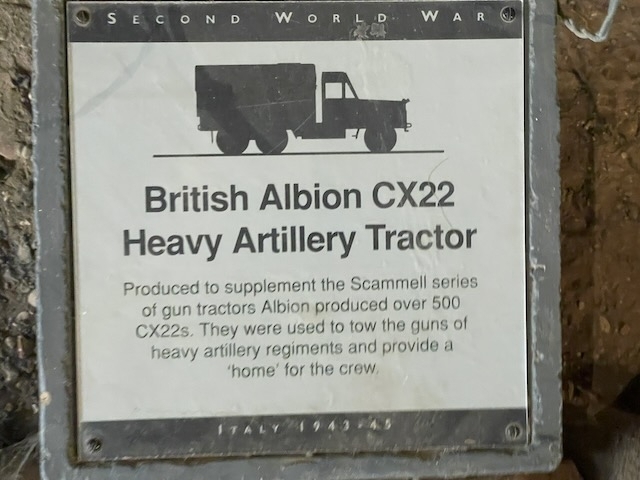 SECOND WORLD WAR
British Albion CX22
Heavy Artillery Tractor
Produced to supplement the Scammell series
of gun tractors Albion produced over 500
CX22s. They were used to tow the guns of
heavy artillery regiments and provide a
'home' for the crew.
ITALY 1943-45